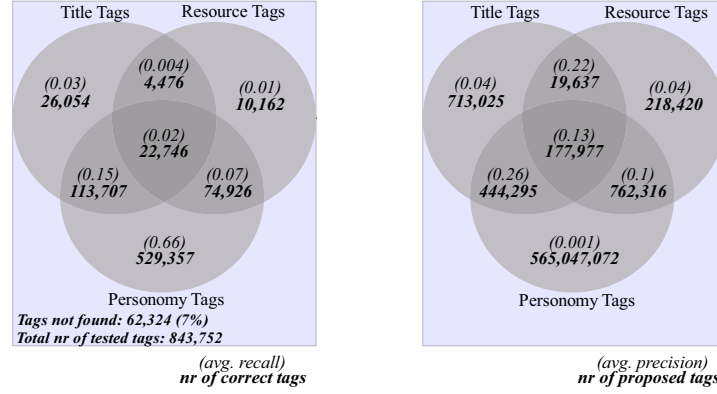 Title Tags
Resource Tags
(0.03)
26,054
(0.004)
4,476
(0.01)
10,162
(0.02)
22,746
(0.15)
113,707
(0.07)
74,926
(0.66)
529,357
Personomy Tags
Tags not found: 62,324 (7%)
Total nr of tested tags: 843,752
(avg. recall)
nr of correct tags
Title Tags
Resource Tags
(0.04)
713,025
(0.22)
19,637
(0.04)
218,420
(0.13)
177,977
(0.26)
444,295
(0.1)
762,316
(0.001)
565,047,072
Personomy Tags
(avg. precision)
nr of proposed tags